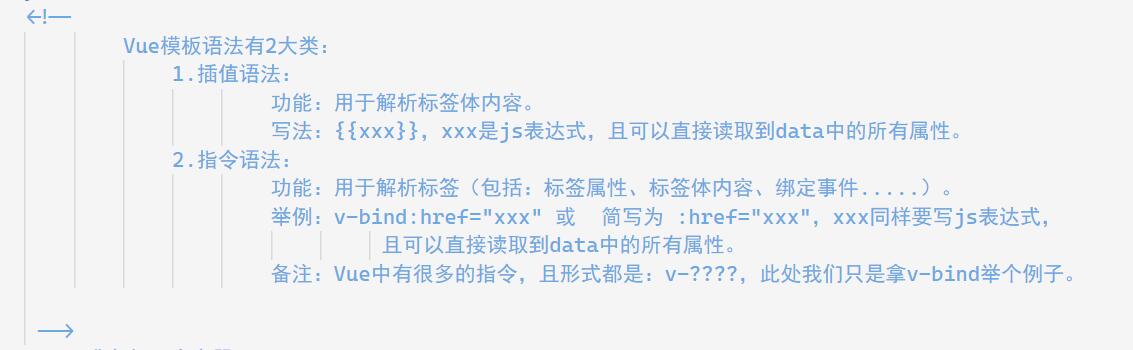 <!--
Vue模板语法有2大类：
1.插值语法：
功能：用于解析标签体内容。
写法：{{xxx}}，xxx是js表达式，且可以直接读取到data中的所有属性。
2.指令语法：
功能：用于解析标签（包括：标签属性、标签体内容、绑定事件.....）。
举例：v-bind:href="xxx" 或  简写为 :href="xxx"，xxx同样要写js表达式，
且可以直接读取到data中的所有属性。
备注：Vue中有很多的指令，且形式都是：v-????，此处我们只是拿v-bind举个例子。
-->